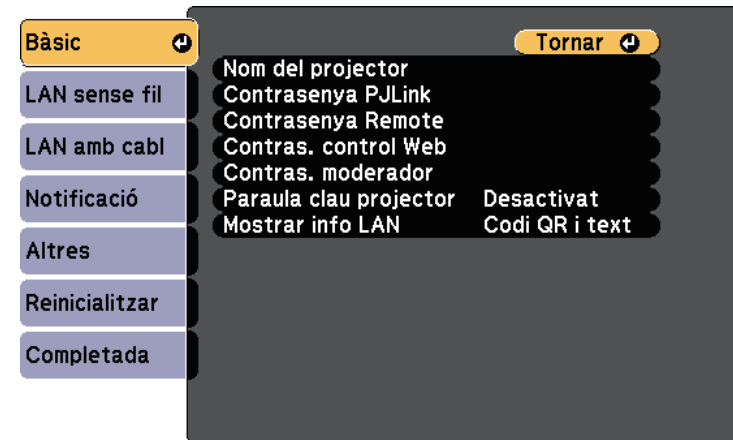 Bàsic
LAN sense fil
LAN amb cabl
Notificació
Altres
Reinicialitzar
Completada
Tornar
Nom del projector
Contrasenya PJLink
Contrasenya Remote
Contras. control Web
Contras. moderador
Paraula clau projector Desactivat
Mostrar info LAN Codi QR i text